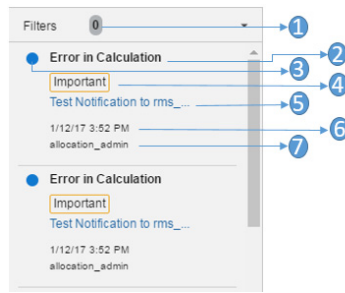 Filters 0 1
Error in Calculation 2
3
Important 4
Test Notification to rms_... 5
1/12/17 3:52 PM 6
allocation_admin 7
Error in Calculation
Important
Test Notification to rms_...
1/12/17 3:52 PM
allocation_admin